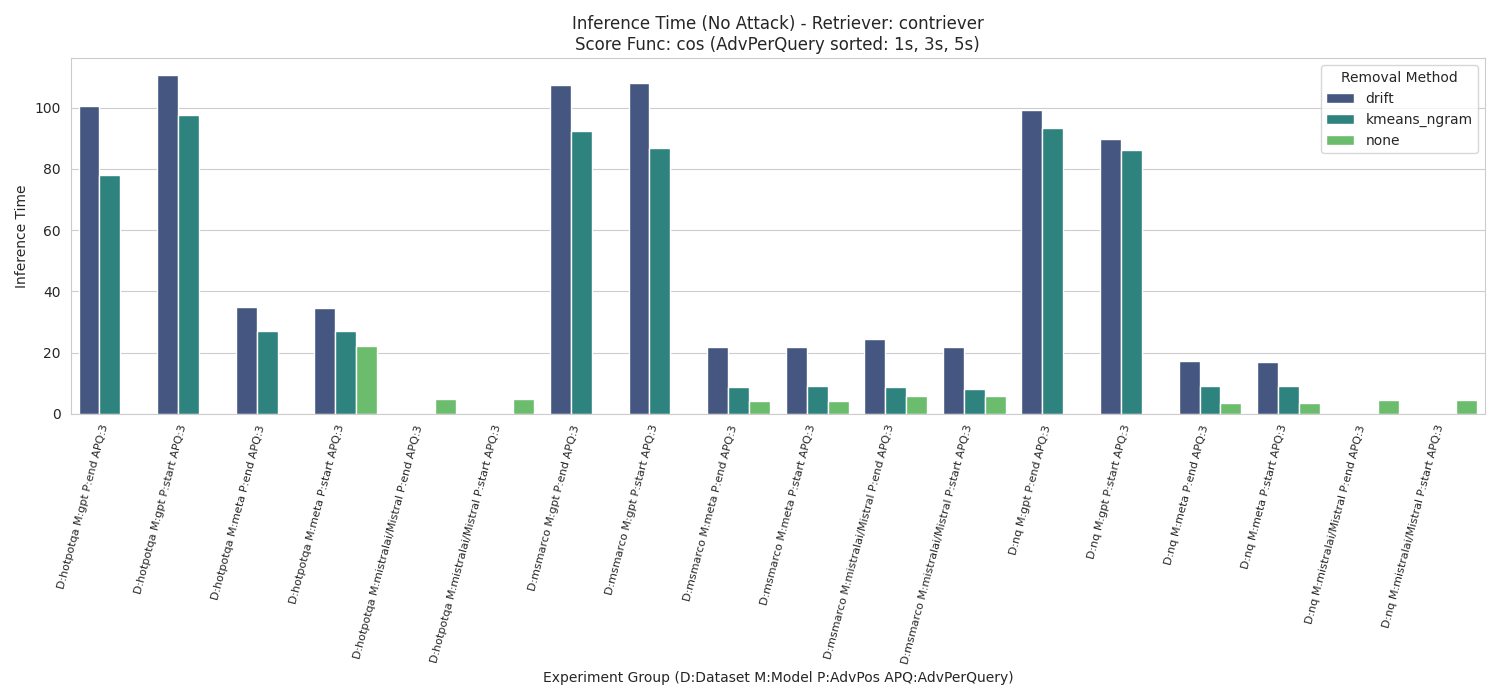 Inference Time (No Attack) - Retriever: contriever
Score Func: cos (AdvPerQuery sorted: 1s, 3s, 5s)
Removal Method
drift
kmeans_ngram
none
Inference Time
100
80
60
40
20
0
D:hotpotqa M:gpt P:end APQ:3
D:hotpotqa M:gpt P:start APQ:3
D:hotpotqa M:meta P:end APQ:3
D:hotpotqa M:meta P:start APQ:3
D:hotpotqa M:mistralai/Mistral P:end APQ:3
D:hotpotqa M:mistralai/Mistral P:start APQ:3
D:msmarco M:gpt P:end APQ:3
D:msmarco M:gpt P:start APQ:3
D:msmarco M:meta P:end APQ:3
D:msmarco M:meta P:start APQ:3
D:msmarco M:mistralai/Mistral P:end APQ:3
D:msmarco M:mistralai/Mistral P:start APQ:3
D:nq M:gpt P:end APQ:3
D:nq M:gpt P:start APQ:3
D:nq M:meta P:end APQ:3
D:nq M:meta P:start APQ:3
D:nq M:mistralai/Mistral P:end APQ:3
D:nq M:mistralai/Mistral P:start APQ:3
Experiment Group (D:Dataset M:Model P:AdvPos APQ:AdvPerQuery)